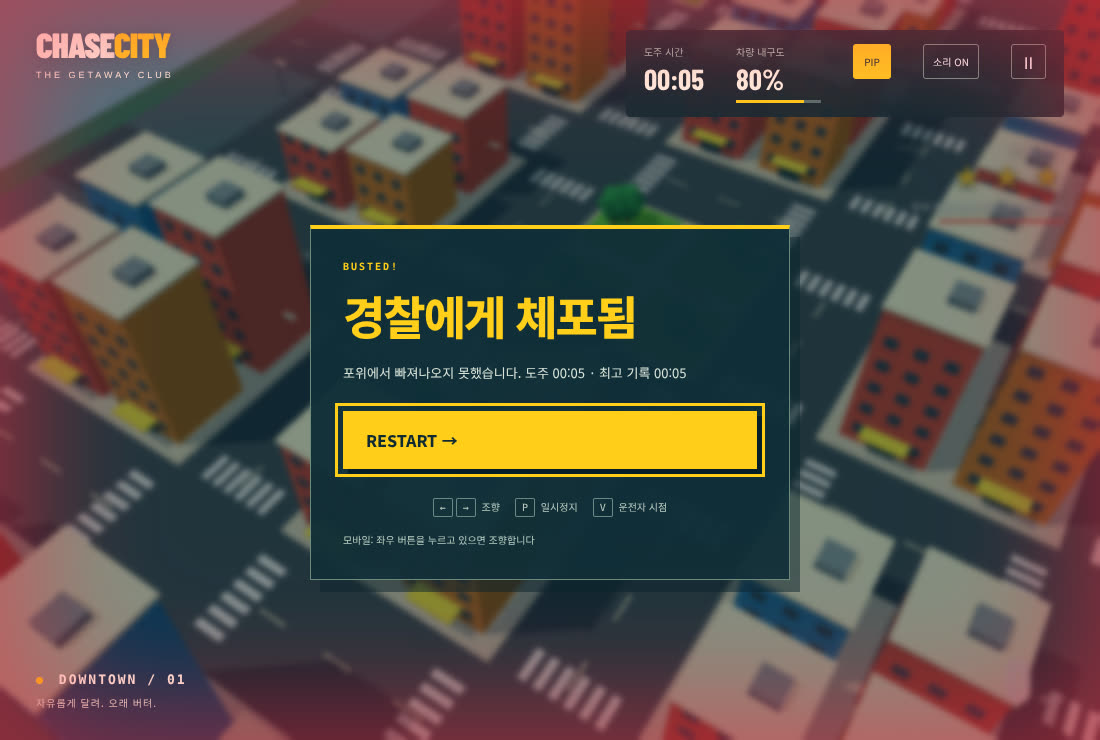 CHASECITY
THE GETAWAY CLUB
도주 시간
00:05
차량 내구도
80%
PIP
소리 ON
BUSTED!
경찰에게 체포됨
포위에서 빠져나오지 못했습니다. 도주 00:05 · 최고 기록 00:05
RESTART →
← → 조향 P 일시정지 V 운전자 시점
모바일: 좌우 버튼을 누르고 있으면 조향합니다
DOWNTOWN / 01
자유롭게 달려. 오래 버텨.